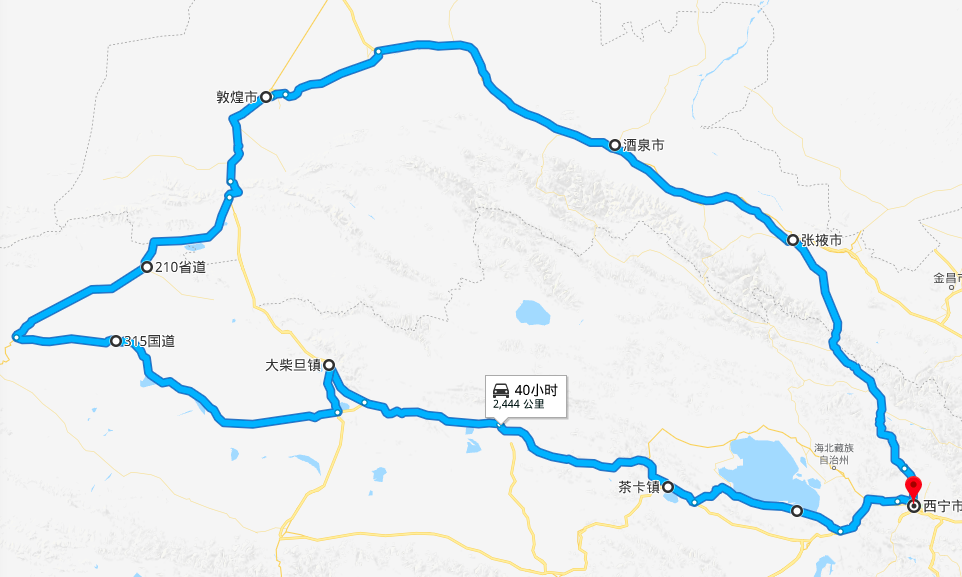 敦煌市
酒泉市
张掖市
210省道
金昌市
315国道
大柴旦镇
40小时
2,444 公里
海北藏族
自治州
茶卡镇
西宁市